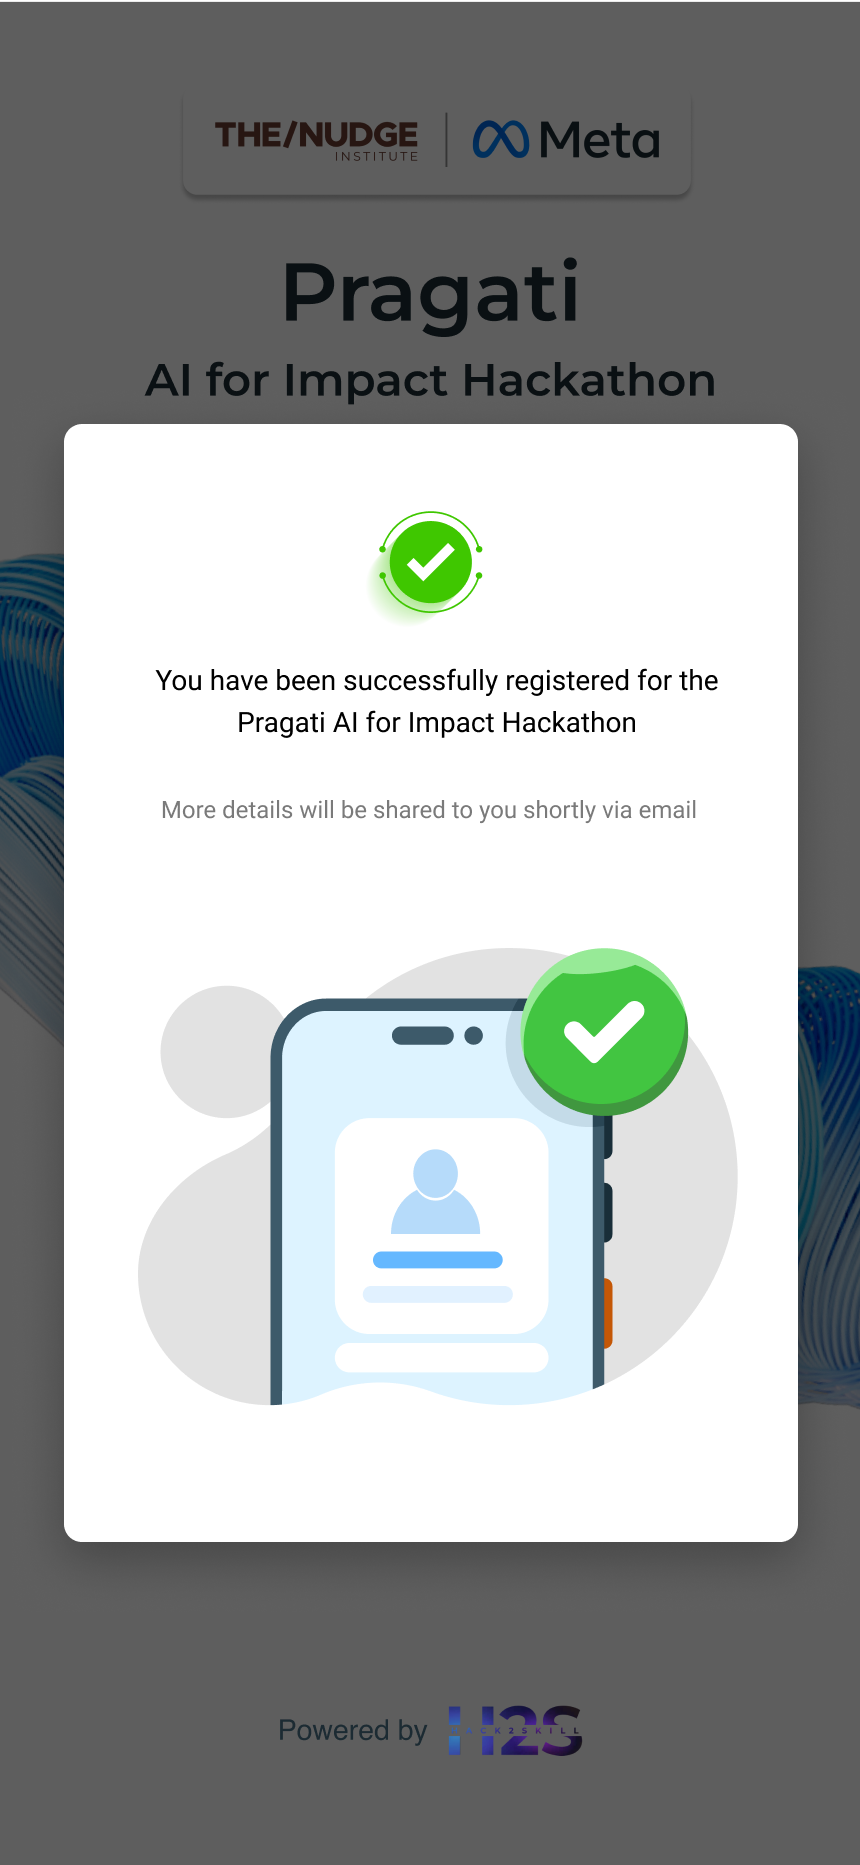 THE/NUDGE
INSTITUTE
Meta
Pragati
AI for Impact Hackathon
You have been successfully registered for the
Pragati AI for Impact Hackathon
More details will be shared to you shortly via email
Powered by
H2S
HACK2SKILL